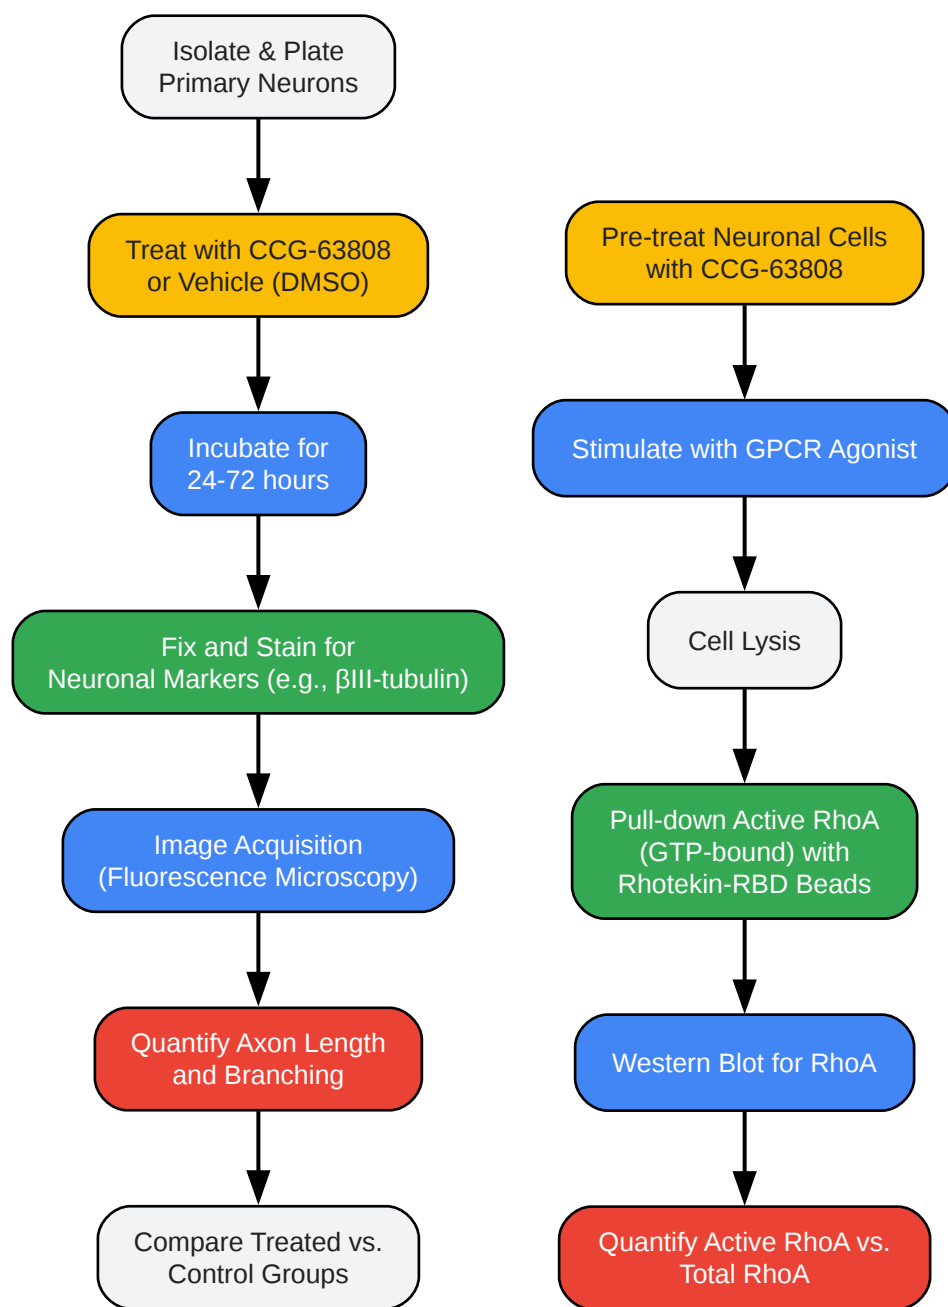 Isolate & Plate
Primary Neurons
Treat with CCG-63808
or Vehicle (DMSO)
Incubate for
24-72 hours
Fix and Stain for
Neuronal Markers (e.g., βIII-tubulin)
Image Acquisition
(Fluorescence Microscopy)
Quantify Axon Length
and Branching
Compare Treated vs.
Control Groups
Pre-treat Neuronal Cells
with CCG-63808
Stimulate with GPCR Agonist
Cell Lysis
Pull-down Active RhoA
(GTP-bound) with
Rhotekin-RBD Beads
Western Blot for RhoA
Quantify Active RhoA vs.
Total RhoA